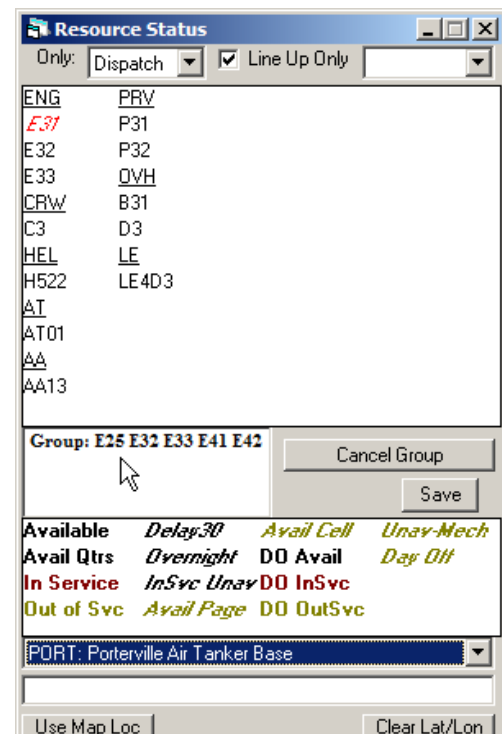 Resource Status
Only: Dispatch Line Up Only
ENG PRV
E31 P31
E32 P32
E33 OVH
CRW B31
C3 D3
HEL LE
H522 LE4D3
AT
AT01
AA
AA13
Group: E25 E32 E33 E41 E42
Cancel Group
Save
Available Delay30 Avail Cell Unav-Mech
Avail Qtrs Overnight DO Avail Day Off
In Service InSvc Unav DO InSvc
Out of Svc Avail Page DO OutSvc
PORT: Porterville Air Tanker Base
Use Map Loc Clear Lat/Lon